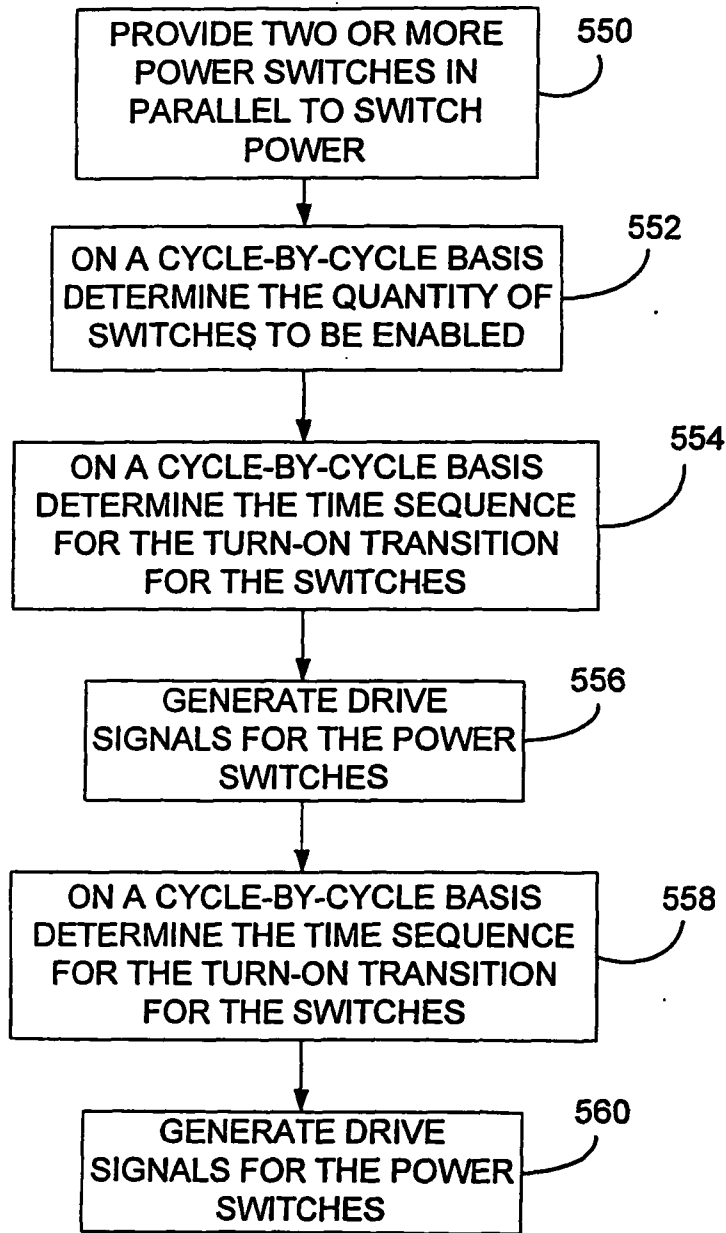 PROVIDE TWO OR MORE
POWER SWITCHES IN
PARALLEL TO SWITCH
POWER
550
ON A CYCLE-BY-CYCLE BASIS
DETERMINE THE QUANTITY OF
SWITCHES TO BE ENABLED
552
ON A CYCLE-BY-CYCLE BASIS
DETERMINE THE TIME SEQUENCE
FOR THE TURN-ON TRANSITION
FOR THE SWITCHES
554
GENERATE DRIVE
SIGNALS FOR THE POWER
SWITCHES
556
ON A CYCLE-BY-CYCLE BASIS
DETERMINE THE TIME SEQUENCE
FOR THE TURN-ON TRANSITION
FOR THE SWITCHES
558
GENERATE DRIVE
SIGNALS FOR THE POWER
SWITCHES
560